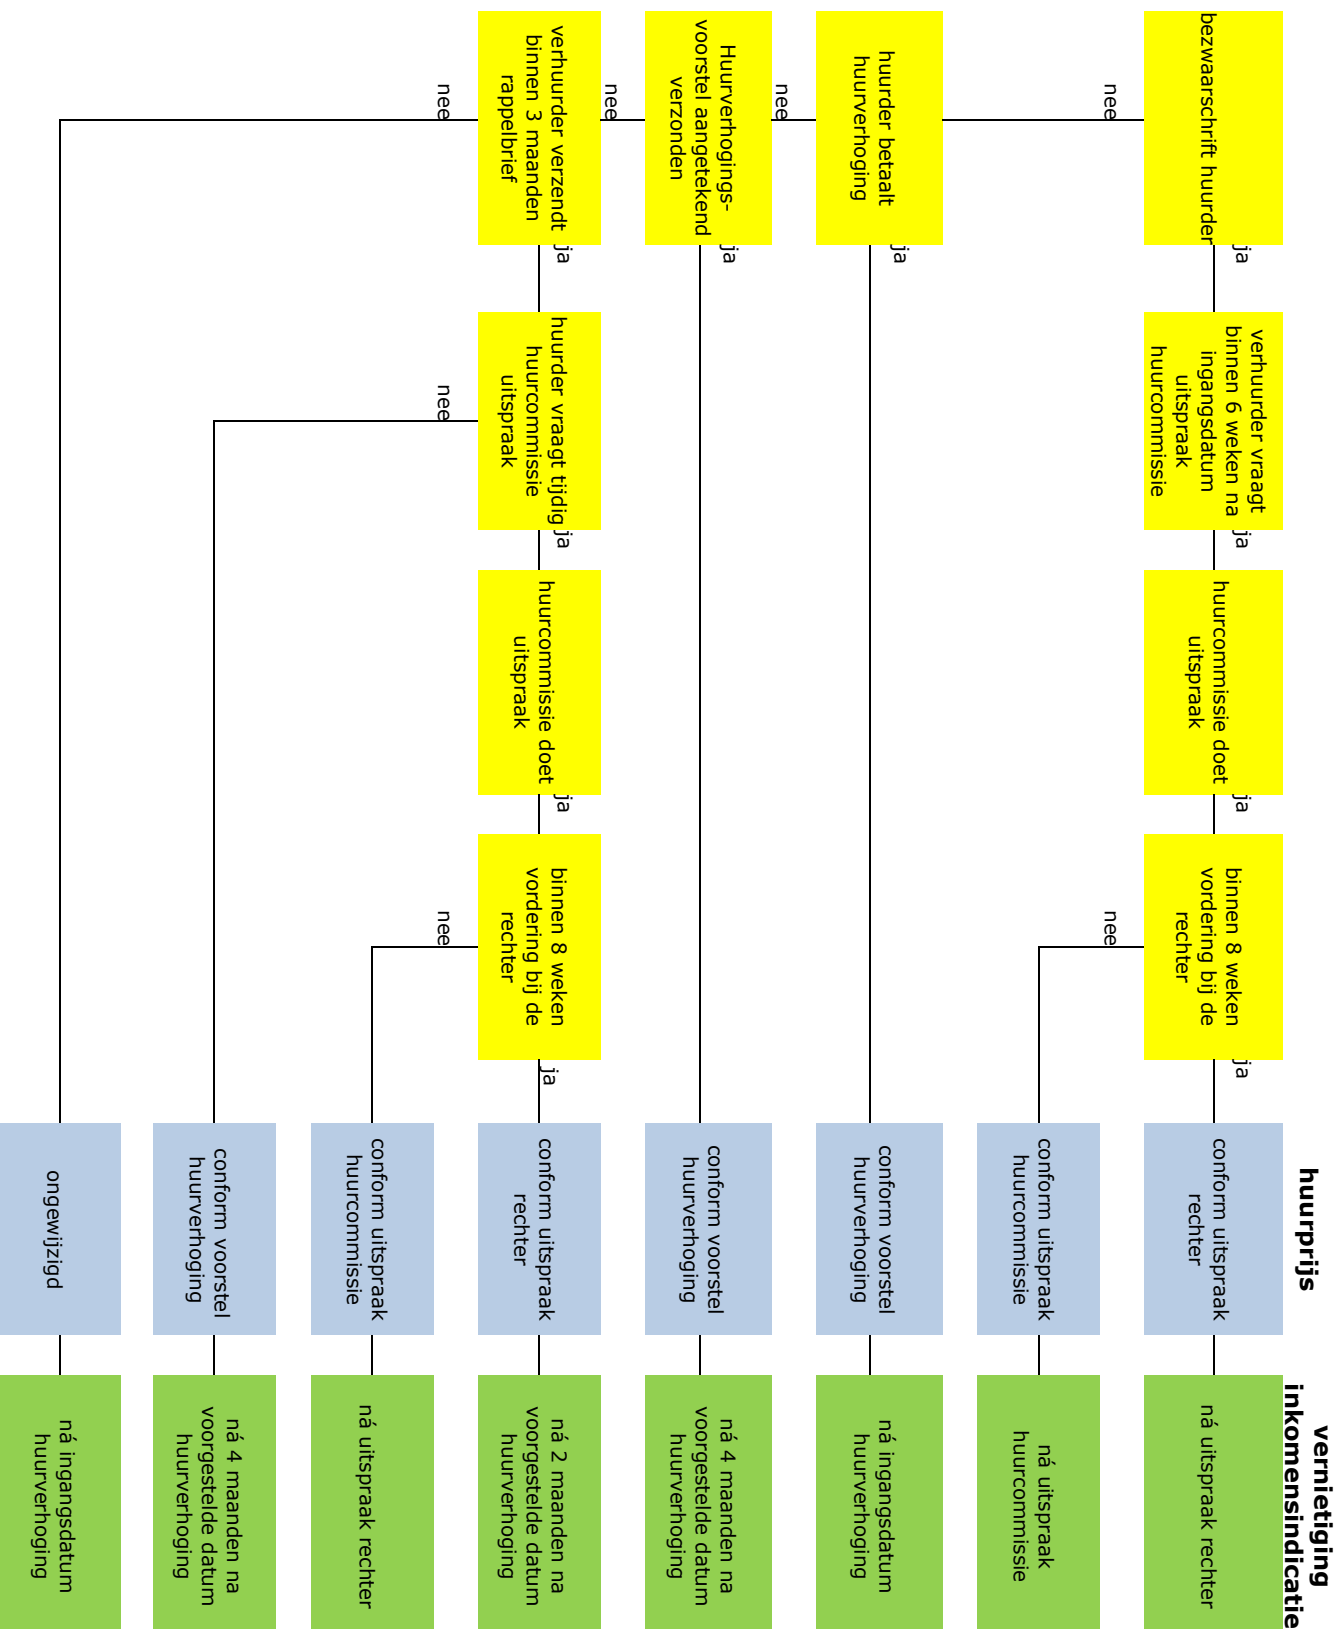 huurprijs
vernietiging
inkomensindicatie
bezwaarschrift huurder
ja
verhuurder vraagt
binnen 6 weken na
ingangsdatum
uitspraak
huurcommissie
ja
huurcommissie doet
uitspraak
ja
binnen 8 weken
vordering bij de
rechter
ja
conform uitspraak
rechter
ná uitspraak rechter
nee
nee
conform uitspraak
huurcommissie
ná uitspraak
huurcommissie
huurder betaalt
huurverhoging
ja
conform voorstel
huurverhoging
ná ingangsdatum
huurverhoging
nee
Huurverhogings-
voorstel aangetekend
verzonden
ja
conform voorstel
huurverhoging
ná 4 maanden na
voorgestelde datum
huurverhoging
nee
verhuurder verzendt
binnen 3 maanden
rappelbrief
ja
huurder vraagt tijdig
huurcommissie
uitspraak
ja
huurcommissie doet
uitspraak
ja
binnen 8 weken
vordering bij de
rechter
ja
conform uitspraak
rechter
ná 2 maanden na
voorgestelde datum
huurverhoging
nee
nee
nee
conform uitspraak
huurcommissie
ná uitspraak rechter
conform voorstel
huurverhoging
ná 4 maanden na
voorgestelde datum
huurverhoging
ongewijzigd
ná ingangsdatum
huurverhoging